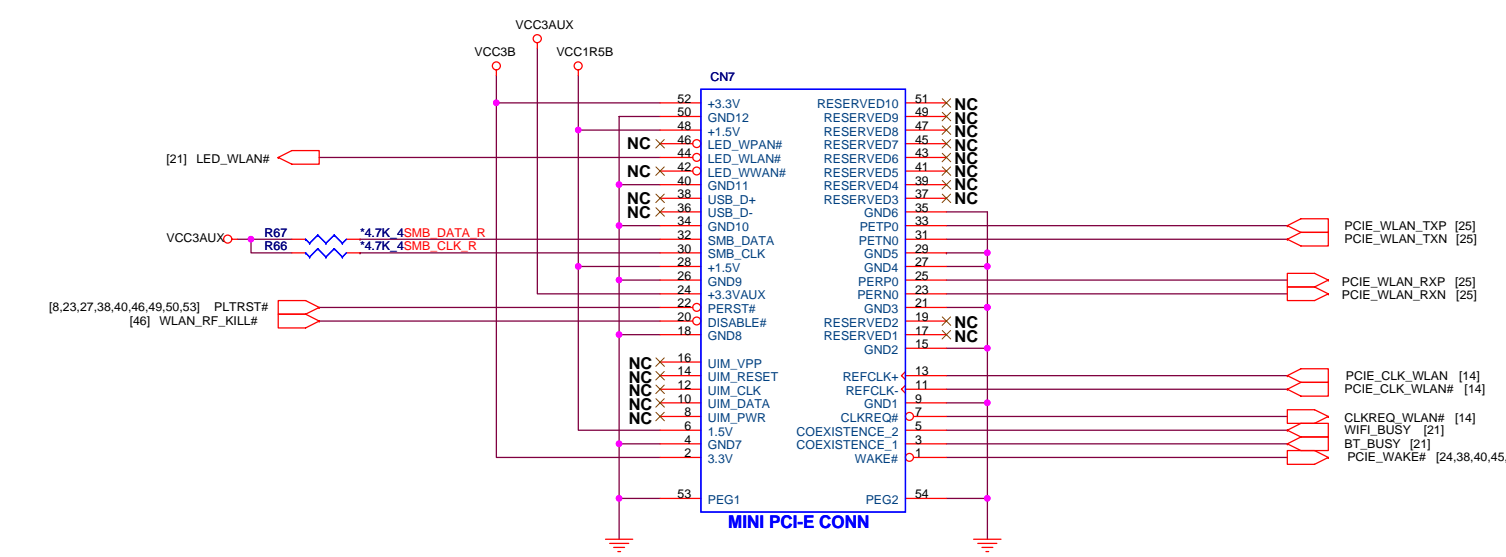 VCC3AUX
VCC3B VCC1R5B
CN7
52 +3.3V RESERVED10 51 NC
50 GND12 RESERVED9 49 NC
48 +1.5V RESERVED8 47 NC
NC 46 LED_WPAN# RESERVED7 45 NC
[21] LED_WLAN# 44 LED_WLAN# RESERVED6 43 NC
NC 42 LED_WWAN# RESERVED5 41 NC
40 GND11 RESERVED4 39 NC
NC 38 USB_D+ RESERVED3 37 NC
NC 36 USB_D- GND6 35
34 GND10 PETP0 33 PCIE_WLAN_TXP [25]
VCC3AUX R67 *4.7K_4 SMB_DATA_R 32 SMB_DATA PETN0 31 PCIE_WLAN_TXN [25]
R66 *4.7K_4 SMB_CLK_R 30 SMB_CLK GND5 29
28 +1.5V GND4 27
26 GND9 PERP0 25 PCIE_WLAN_RXP [25]
24 +3.3VAUX PERN0 23 PCIE_WLAN_RXN [25]
[8,23,27,38,40,46,49,50,53] PLTRST# 22 PERST# GND3 21
[46] WLAN_RF_KILL# 20 DISABLE# RESERVED2 19 NC
18 GND8 RESERVED1 17 NC
GND2 15
NC 16 UIM_VPP
NC 14 UIM_RESET REFCLK+ 13 PCIE_CLK_WLAN [14]
NC 12 UIM_CLK REFCLK- 11 PCIE_CLK_WLAN# [14]
NC 10 UIM_DATA GND1 9
NC 8 UIM_PWR CLKREQ# 7 CLKREQ_WLAN# [14]
6 1.5V COEXISTENCE_2 5 WIFI_BUSY [21]
4 GND7 COEXISTENCE_1 3 BT_BUSY [21]
2 3.3V WAKE# 1 PCIE_WAKE# [24,38,40,45,
53 PEG1 PEG2 54
MINI PCI-E CONN